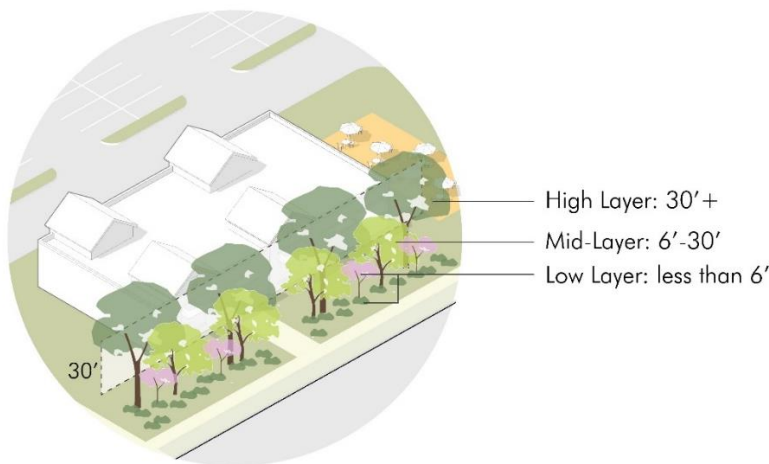 High Layer: 30′+
Mid-Layer: 6′-30′
Low Layer: less than 6′
30′